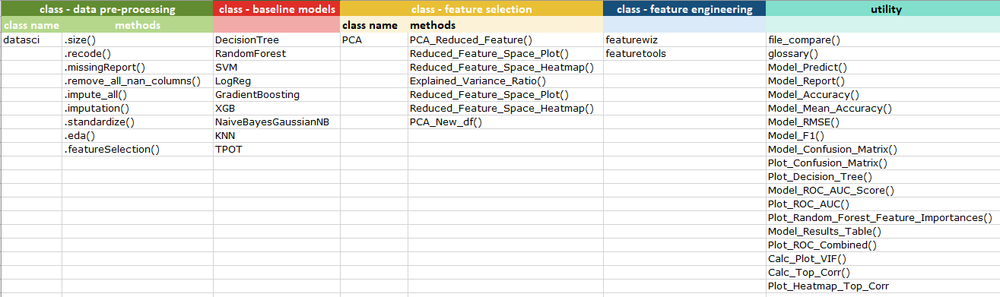 class - data pre-processing class - baseline models class - feature selection class - feature engineering utility
class name methods class name methods
datasci .size() DecisionTree PCA PCA_Reduced_Feature() featurewiz file_compare()
.recode() RandomForest Reduced_Feature_Space_Plot() featuretools glossary()
.missingReport() SVM Reduced_Feature_Space_Heatmap() Model_Predict()
.remove_all_nan_columns() LogReg Explained_Variance_Ratio() Model_Report()
.impute_all() GradientBoosting Reduced_Feature_Space_Plot() Model_Accuracy()
.imputation() XGB Reduced_Feature_Space_Heatmap() Model_Mean_Accuracy()
.standardize() NaiveBayesGaussianNB PCA_New_df() Model_RMSE()
.eda() KNN Model_F1()
.featureSelection() TPOT Model_Confusion_Matrix()
Plot_Confusion_Matrix()
Plot_Decision_Tree()
Model_ROC_AUC_Score()
Plot_ROC_AUC()
Plot_Random_Forest_Feature_Importances()
Model_Results_Table()
Plot_ROC_Combined()
Calc_Plot_VIF()
Calc_Top_Corr()
Plot_Heatmap_Top_Corr